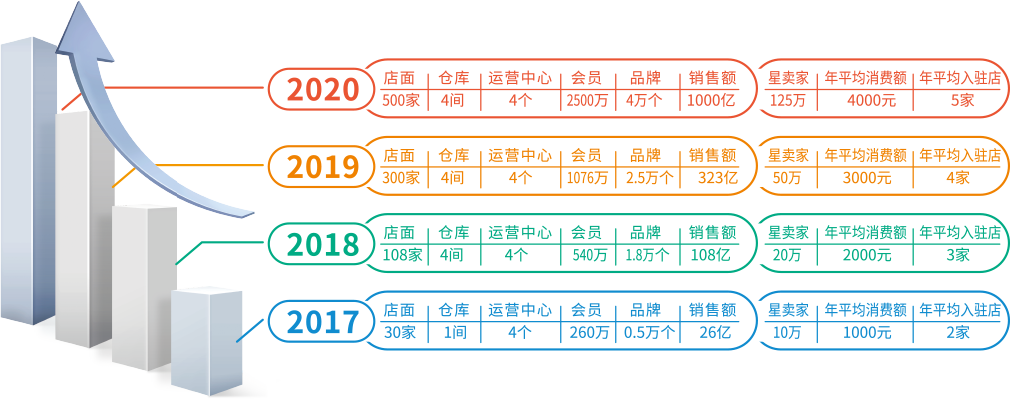 店面 仓库 运营中心 会员 品牌 销售额 星卖家 年平均消费额 年平均入驻店
2020
500家 4间 4个 2500万 4万个 1000亿 125万 4000元 5家
店面 仓库 运营中心 会员 品牌 销售额 星卖家 年平均消费额 年平均入驻店
2019
300家 4间 4个 1076万 2.5万个 323亿 50万 3000元 4家
店面 仓库 运营中心 会员 品牌 销售额 星卖家 年平均消费额 年平均入驻店
2018
108家 4间 4个 540万 1.8万个 108亿 20万 2000元 3家
店面 仓库 运营中心 会员 品牌 销售额 星卖家 年平均消费额 年平均入驻店
2017
30家 1间 4个 260万 0.5万个 26亿 10万 1000元 2家